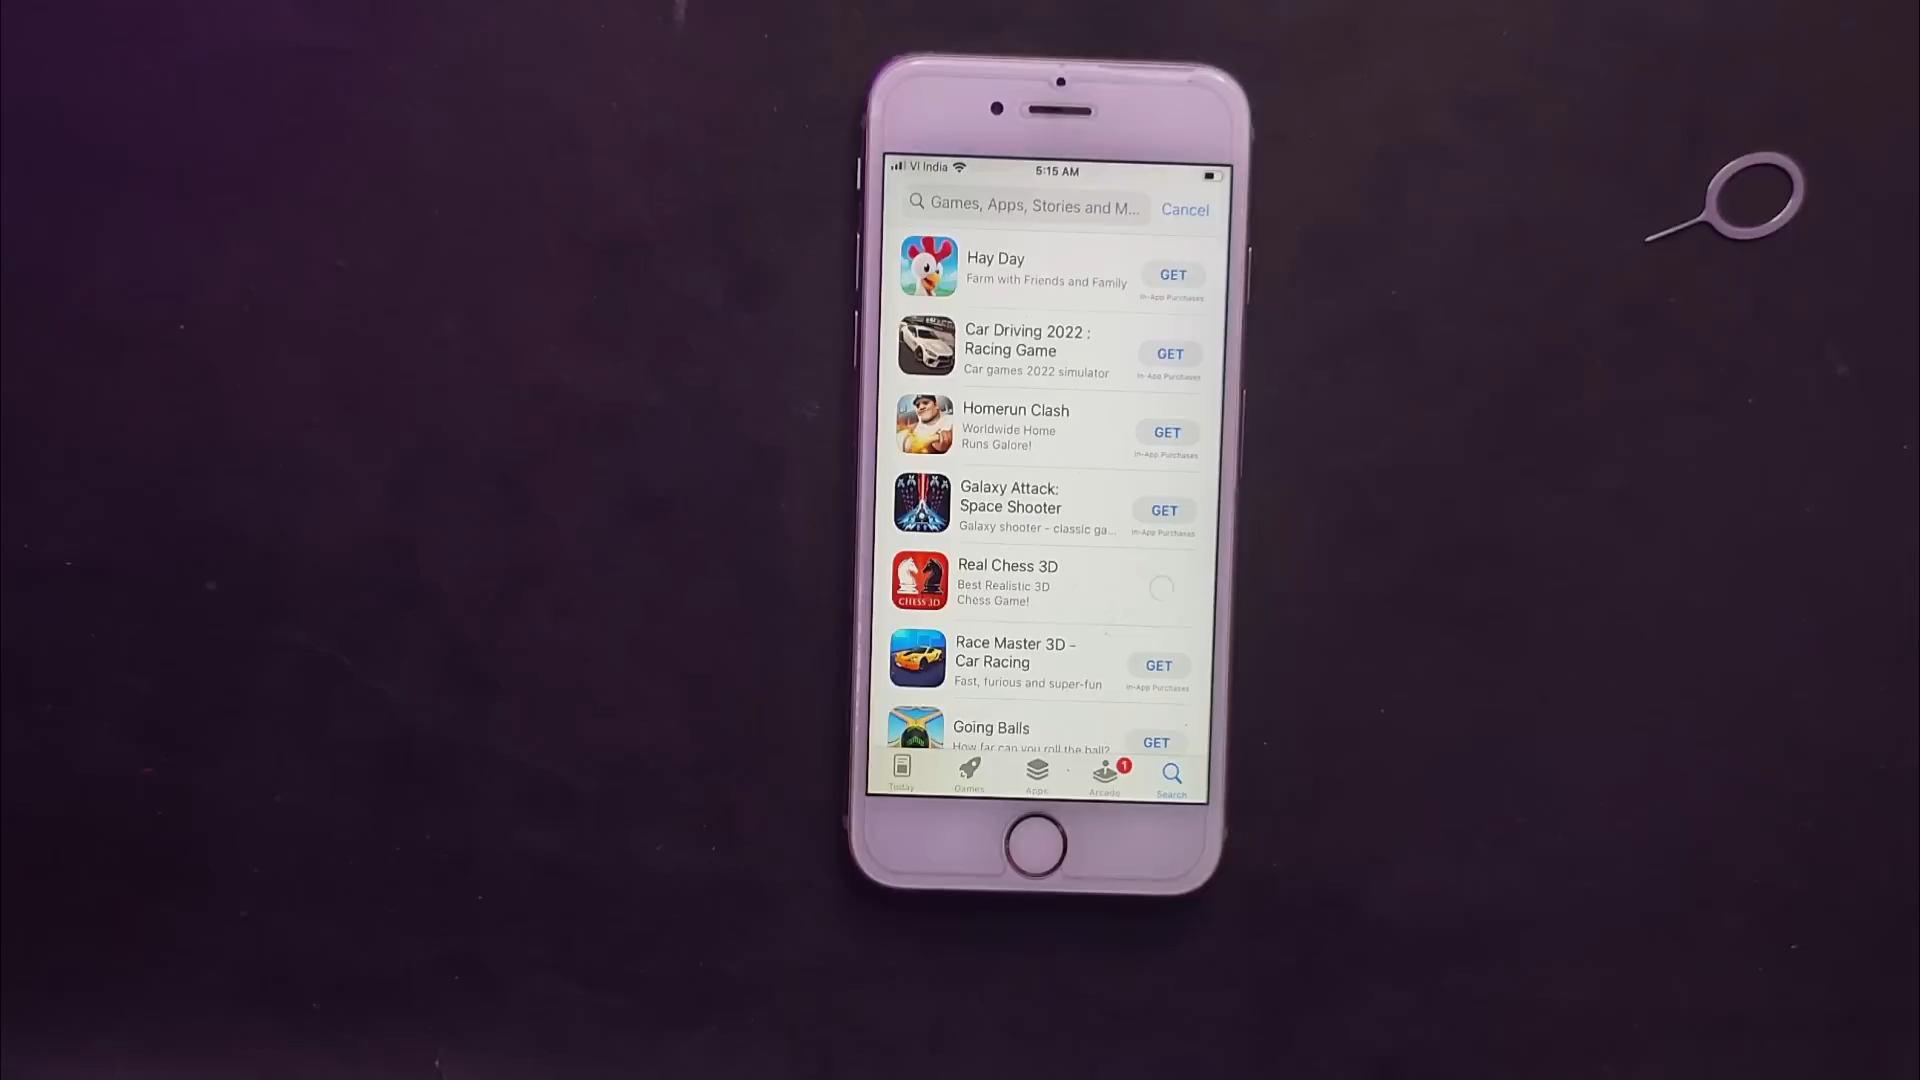 VI India
5:15 AM
Games, Apps, Stories and M...
Cancel
Hay Day
Farm with Friends and Family
GET
In-App Purchases
Car Driving 2022 :
Racing Game
Car games 2022 simulator
GET
In-App Purchases
Homerun Clash
Worldwide Home
Runs Galore!
GET
In-App Purchases
Galaxy Attack:
Space Shooter
Galaxy shooter - classic ga...
GET
In-App Purchases
CHESS 3D
Real Chess 3D
Best Realistic 3D
Chess Game!
Race Master 3D -
Car Racing
Fast, furious and super-fun
GET
In-App Purchases
Going Balls
How far can you roll the ball?
GET
Today
Games
Apps
Arcade
1
Search